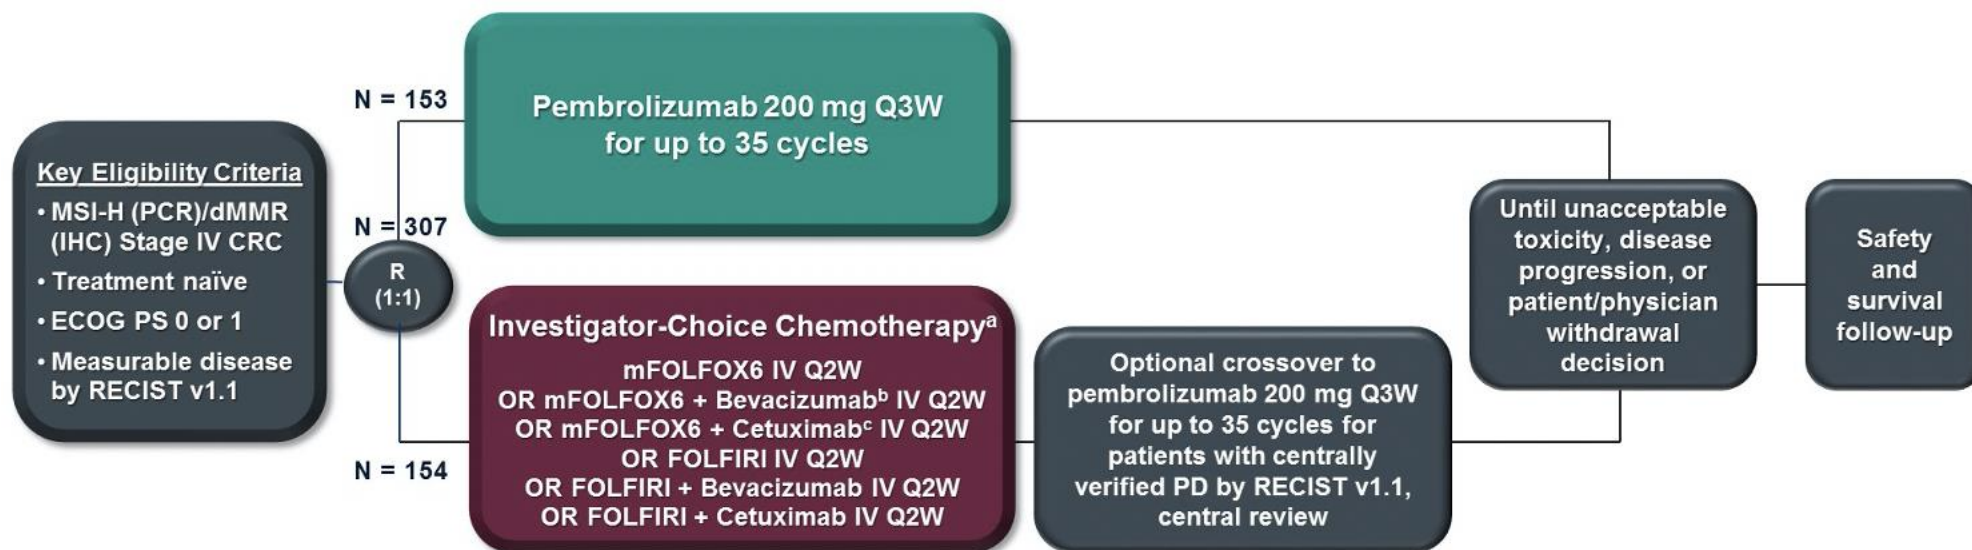 Key Eligibility Criteria
• MSI-H (PCR)/dMMR
(IHC) Stage IV CRC
• Treatment naïve
• ECOG PS 0 or 1
• Measurable disease
by RECIST v1.1
N = 153
N = 307
R
(1:1)
N = 154
Pembrolizumab 200 mg Q3W
for up to 35 cycles
Investigator-Choice Chemotherapyᵃ
mFOLFOX6 IV Q2W
OR mFOLFOX6 + Bevacizumabᵇ IV Q2W
OR mFOLFOX6 + Cetuximabᶜ IV Q2W
OR FOLFIRI IV Q2W
OR FOLFIRI + Bevacizumab IV Q2W
OR FOLFIRI + Cetuximab IV Q2W
Optional crossover to
pembrolizumab 200 mg Q3W
for up to 35 cycles for
patients with centrally
verified PD by RECIST v1.1,
central review
Until unacceptable
toxicity, disease
progression, or
patient/physician
withdrawal
decision
Safety
and
survival
follow-up